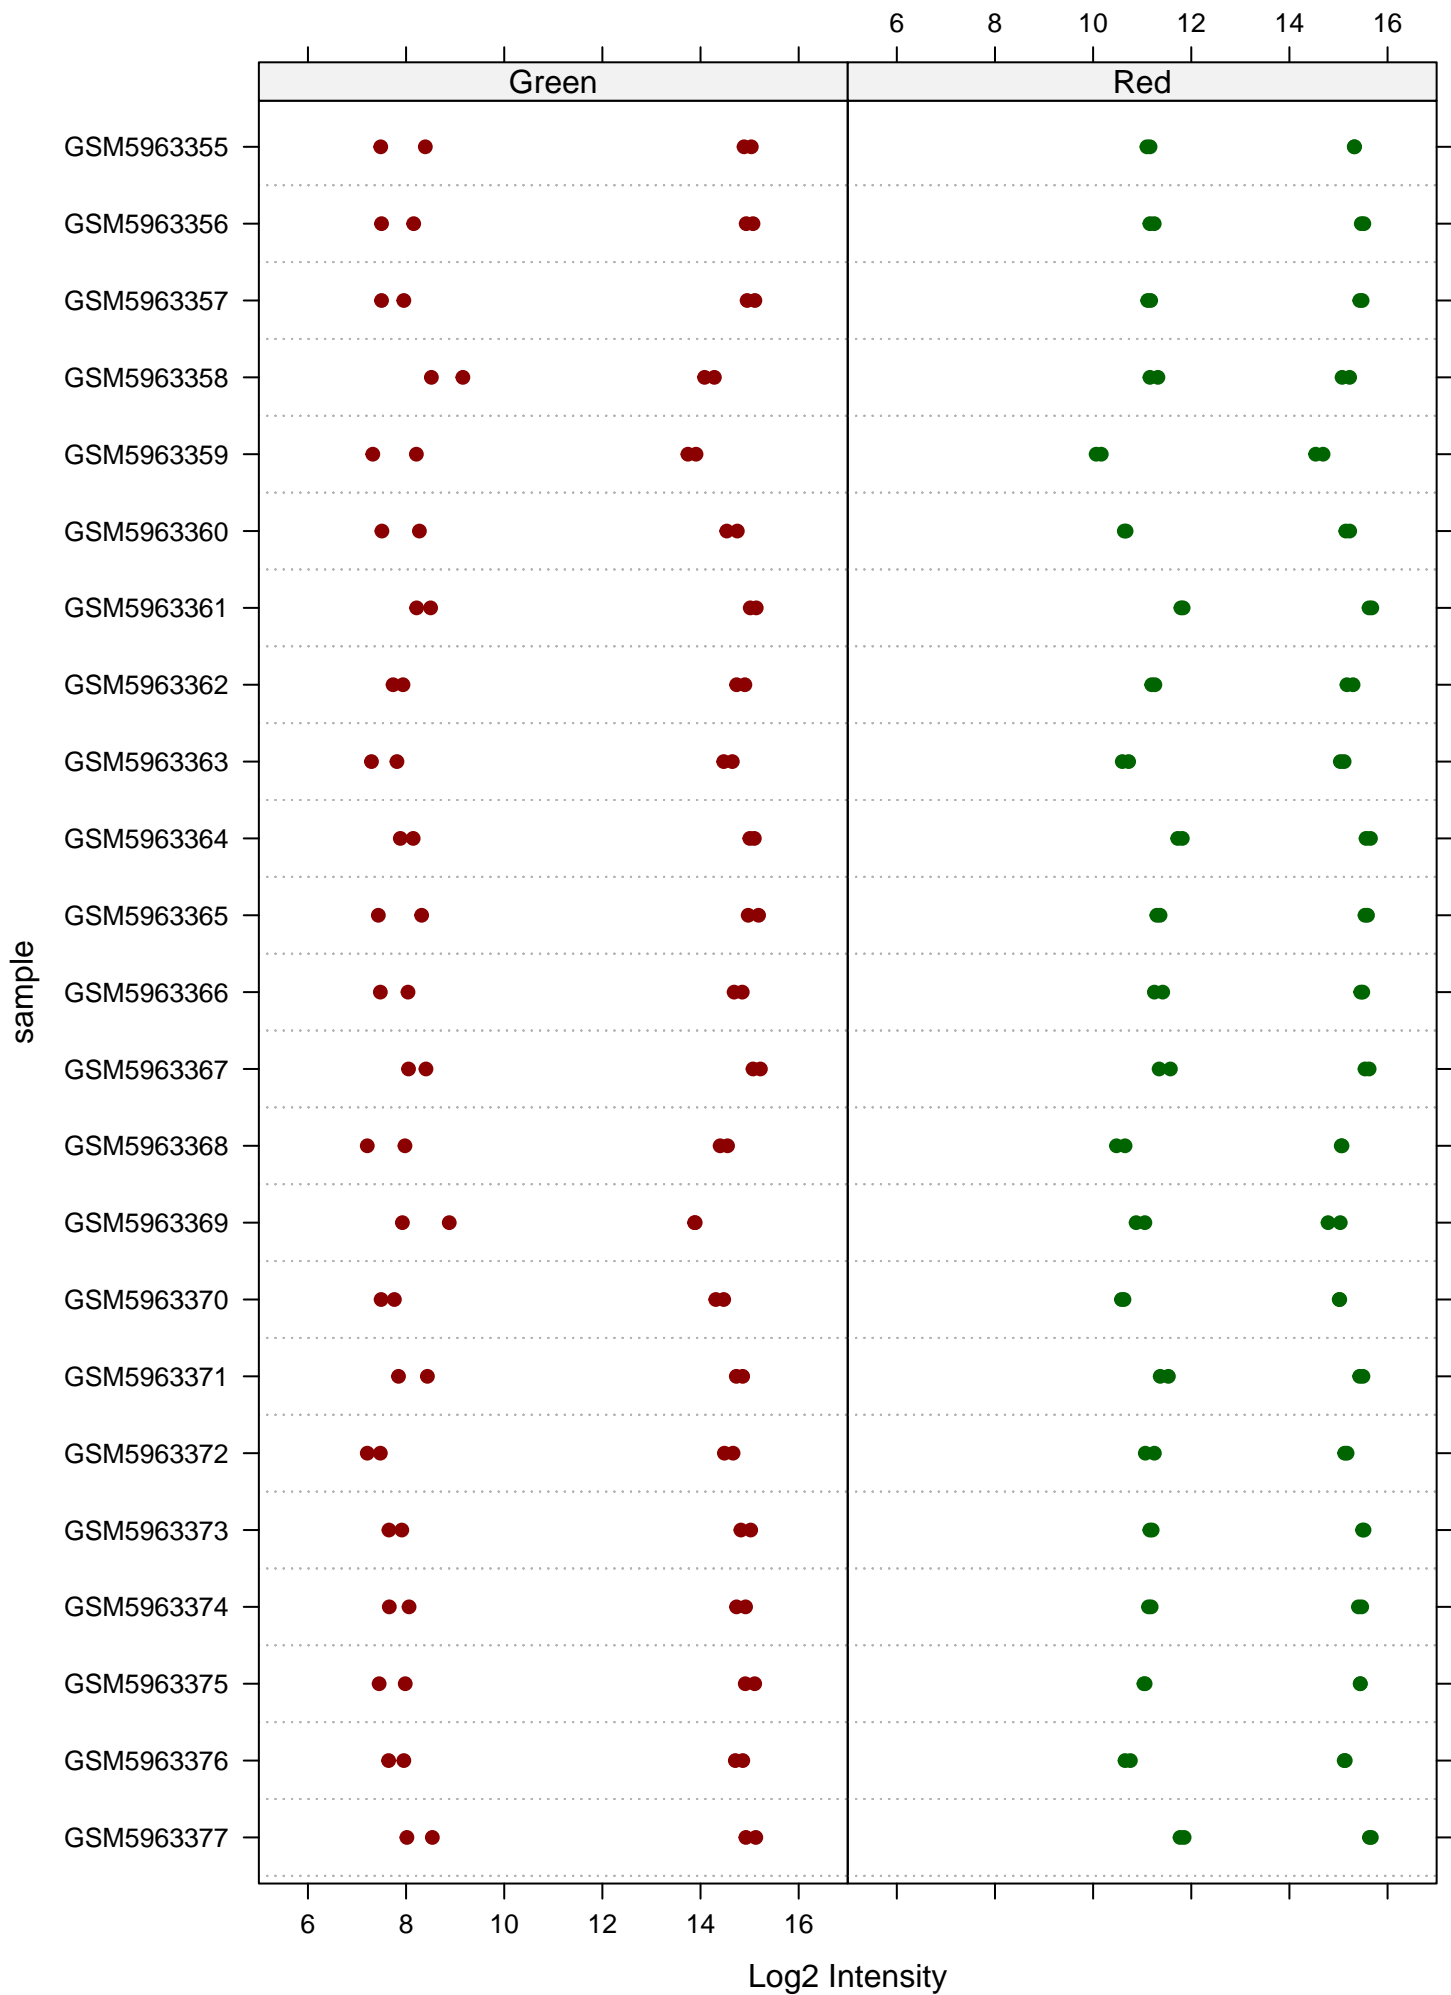 6 8 10 12 14 16
Green Red
GSM5963355
GSM5963356
GSM5963357
GSM5963358
GSM5963359
GSM5963360
GSM5963361
GSM5963362
GSM5963363
GSM5963364
GSM5963365
GSM5963366
GSM5963367
GSM5963368
GSM5963369
GSM5963370
GSM5963371
GSM5963372
GSM5963373
GSM5963374
GSM5963375
GSM5963376
GSM5963377
sample
6 8 10 12 14 16
Log2 Intensity